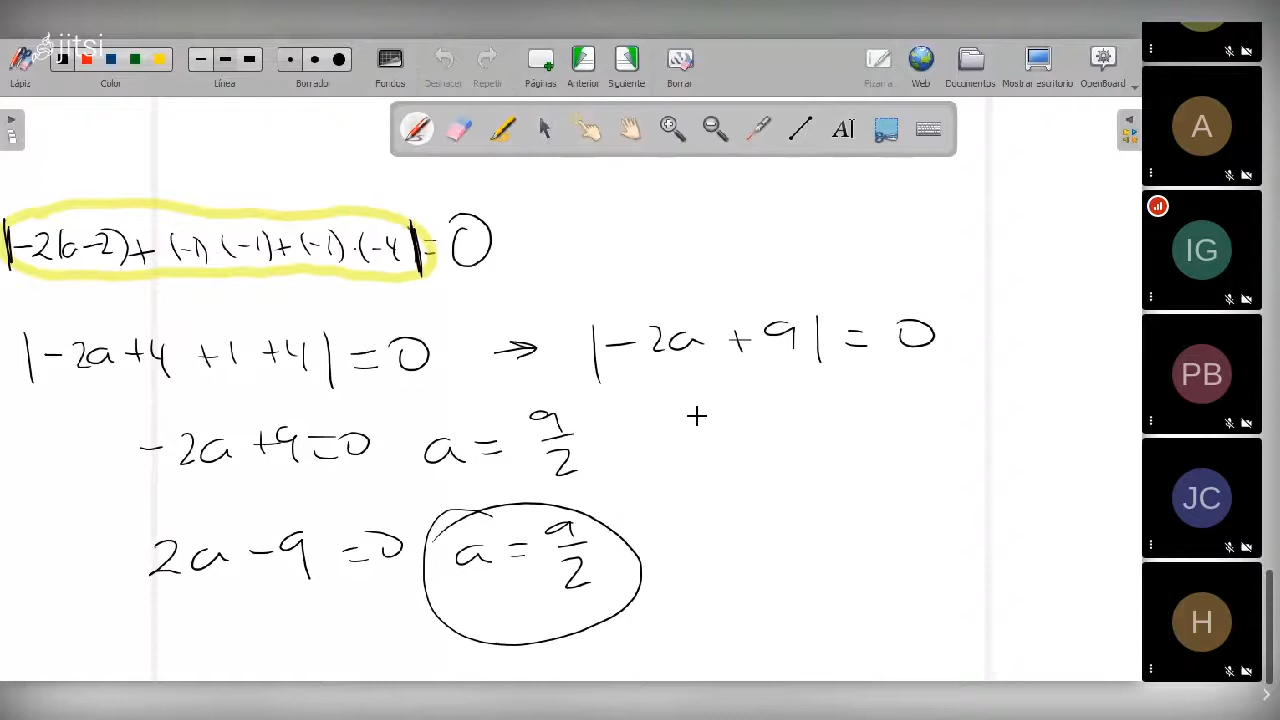 jitsi
Lápiz Color Línea Borrador Fondos Deshacer Repetir Páginas Anterior Siguiente Borrar Pizarra Web Documentos Mostrar escritorio OpenBoard
A
|-2(a-2)+(-1)·(-1)+(-1)·(-4)|=0
IG
|-2a+4+1+4|=0 → |-2a+9|=0
PB
-2a+9=0 a=9/2
+
JC
2a-9=0 a=9/2
H